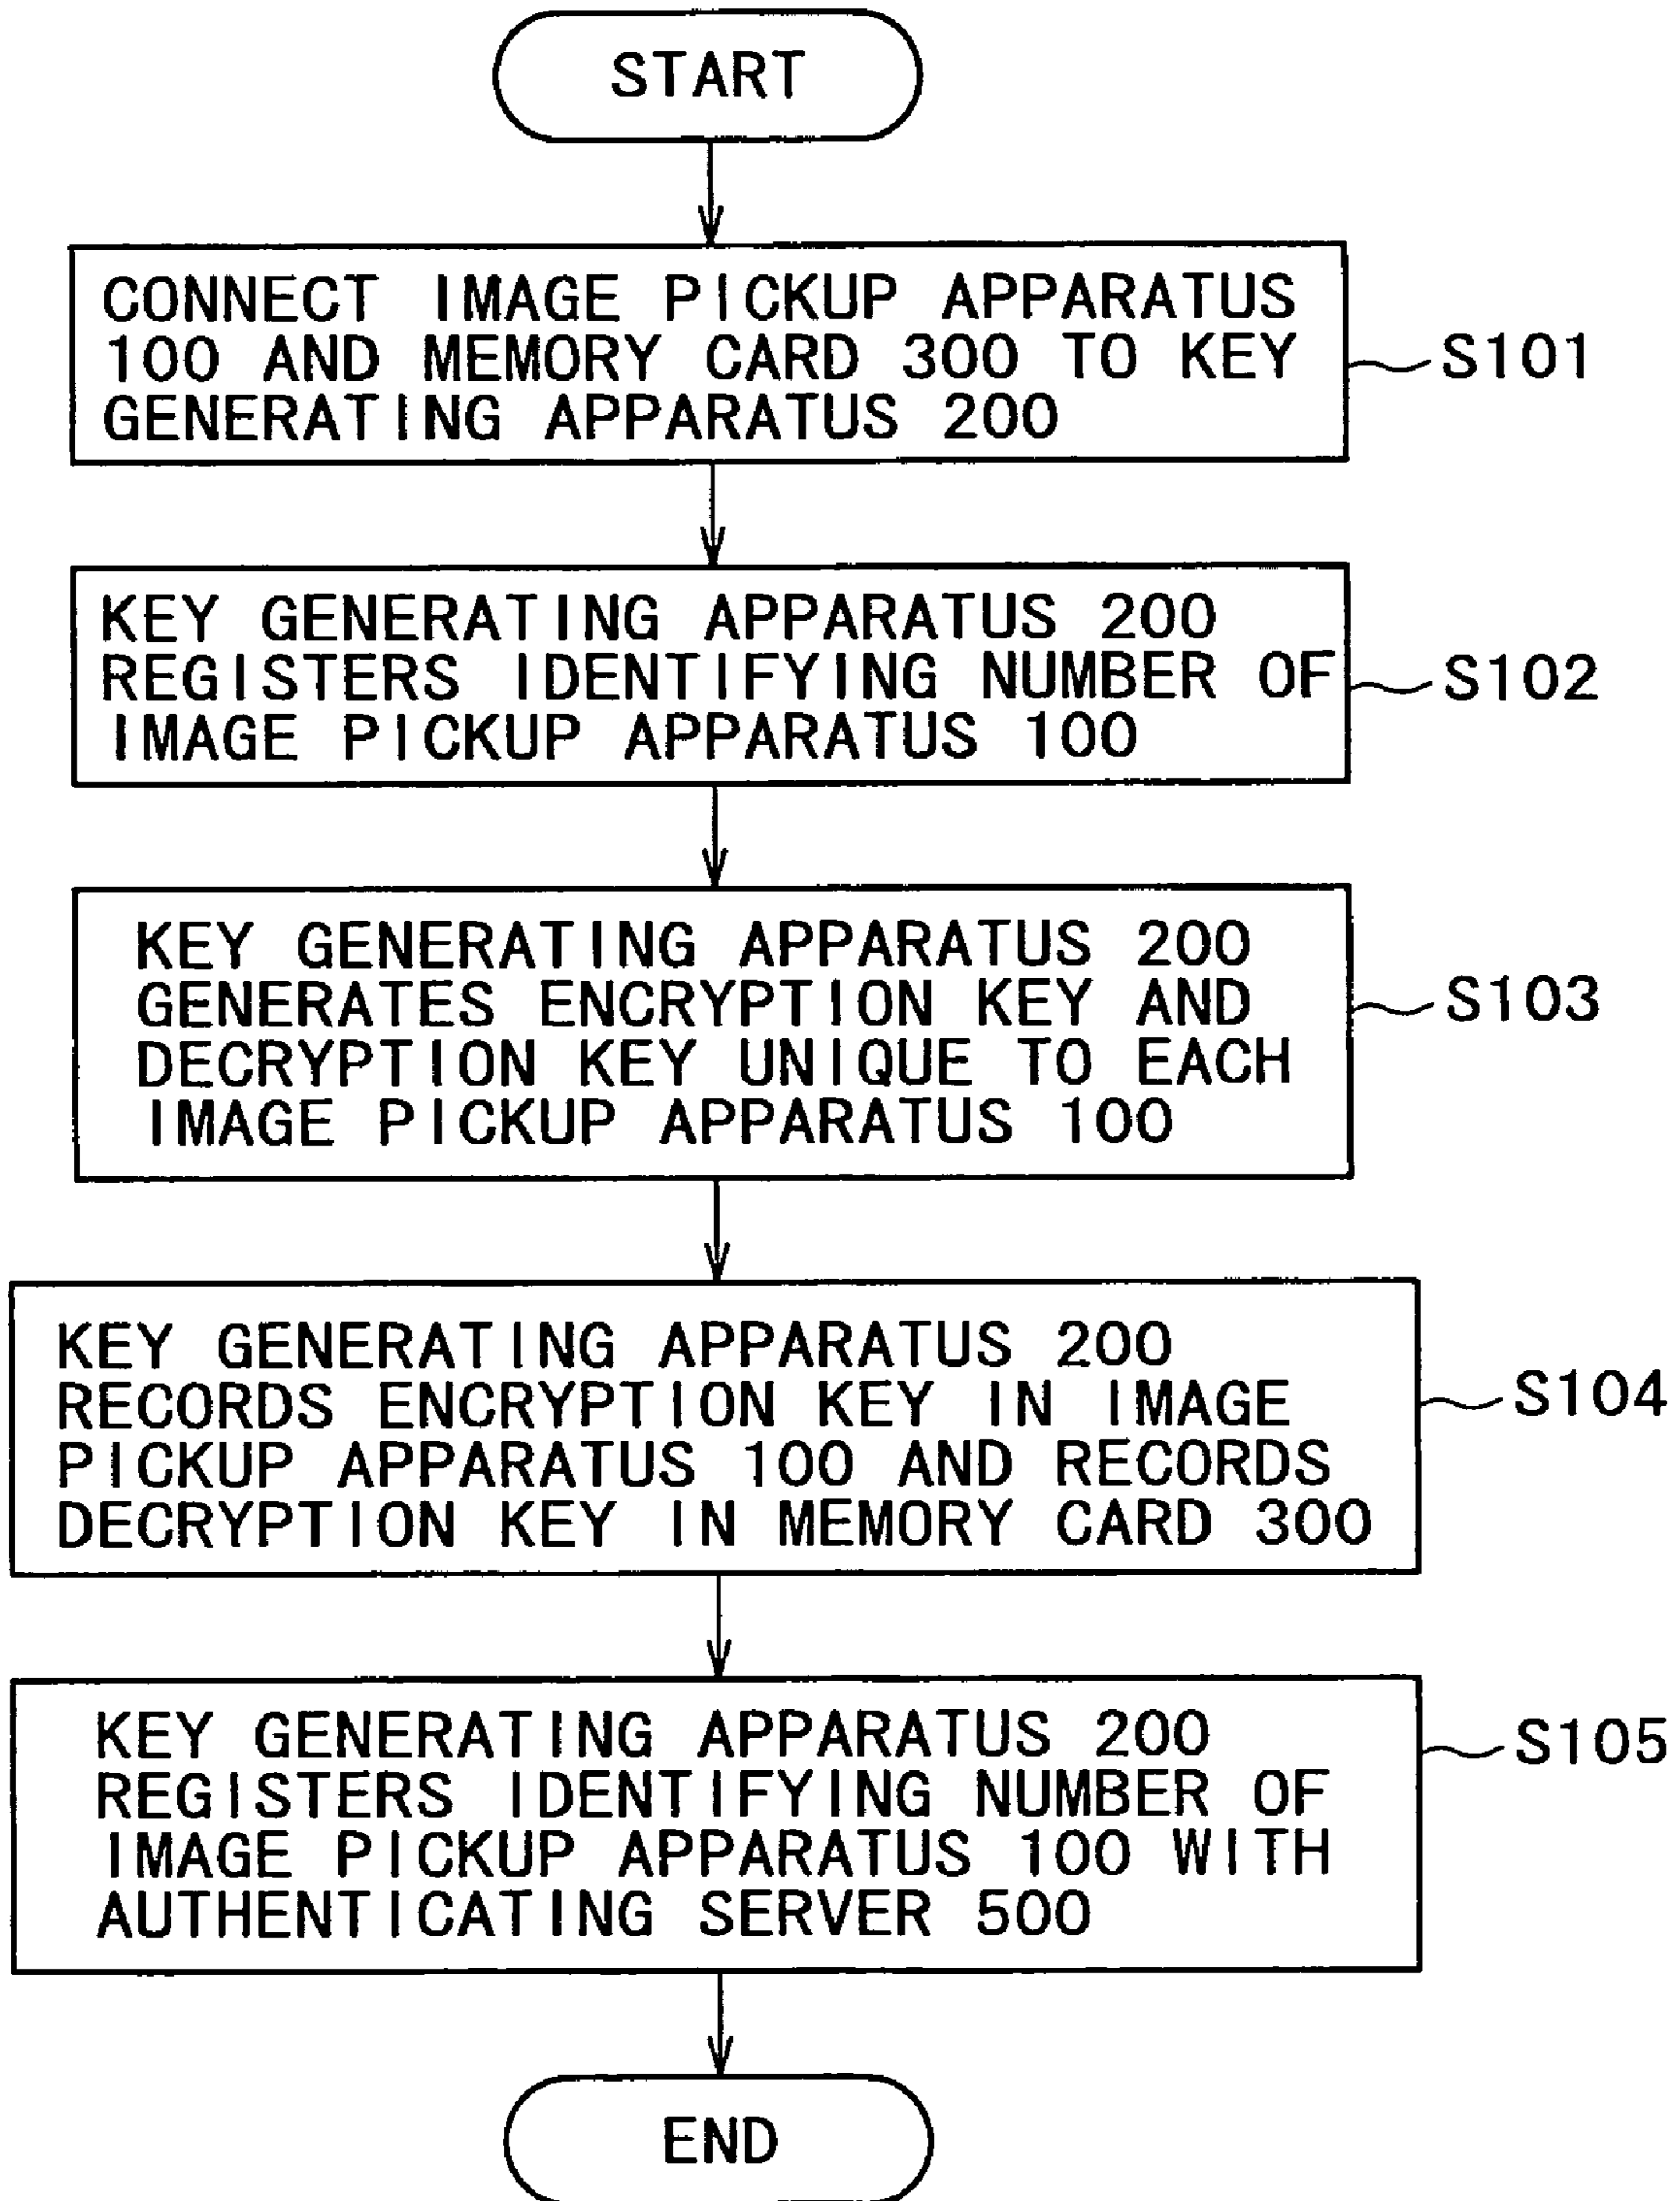 START
CONNECT IMAGE PICKUP APPARATUS
100 AND MEMORY CARD 300 TO KEY
GENERATING APPARATUS 200
S101
KEY GENERATING APPARATUS 200
REGISTERS IDENTIFYING NUMBER OF
IMAGE PICKUP APPARATUS 100
S102
KEY GENERATING APPARATUS 200
GENERATES ENCRYPTION KEY AND
DECRYPTION KEY UNIQUE TO EACH
IMAGE PICKUP APPARATUS 100
S103
KEY GENERATING APPARATUS 200
RECORDS ENCRYPTION KEY IN IMAGE
PICKUP APPARATUS 100 AND RECORDS
DECRYPTION KEY IN MEMORY CARD 300
S104
KEY GENERATING APPARATUS 200
REGISTERS IDENTIFYING NUMBER OF
IMAGE PICKUP APPARATUS 100 WITH
AUTHENTICATING SERVER 500
S105
END